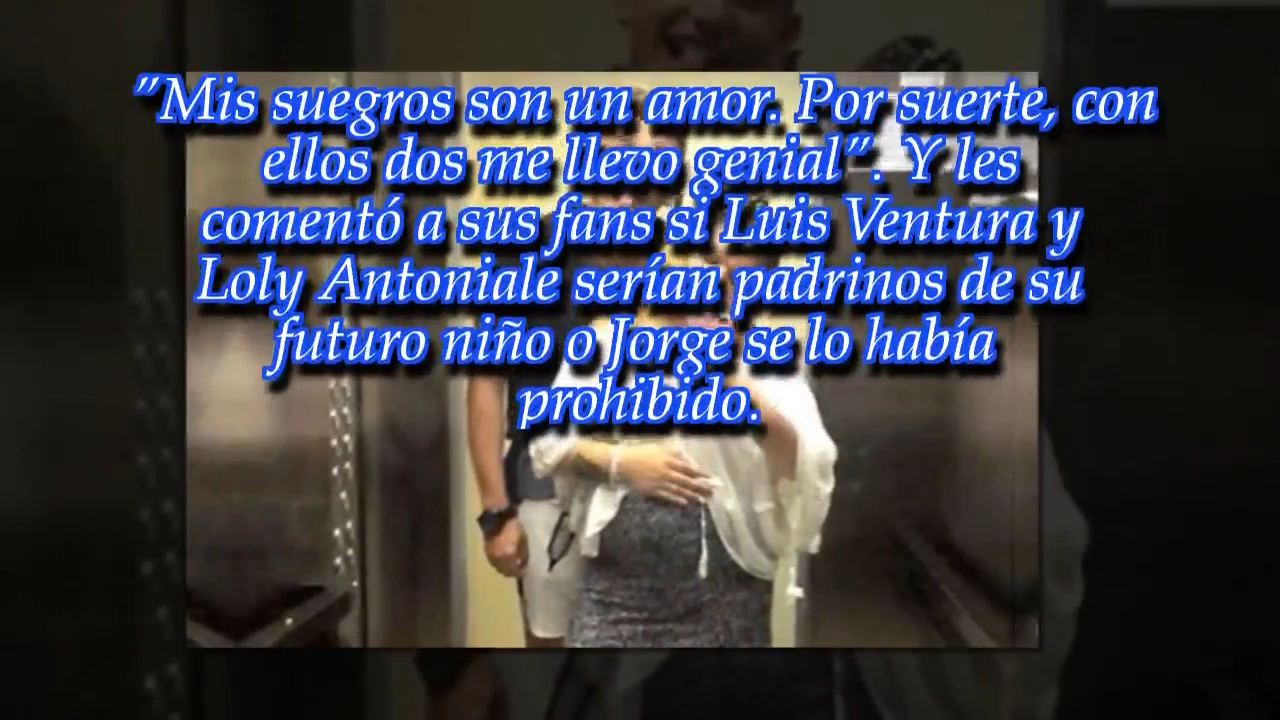 "Mis suegros son un amor. Por suerte, con
ellos dos me llevo genial". Y les
comentó a sus fans si Luis Ventura y
Loly Antoniale serían padrinos de su
futuro niño o Jorge se lo había
prohibido.